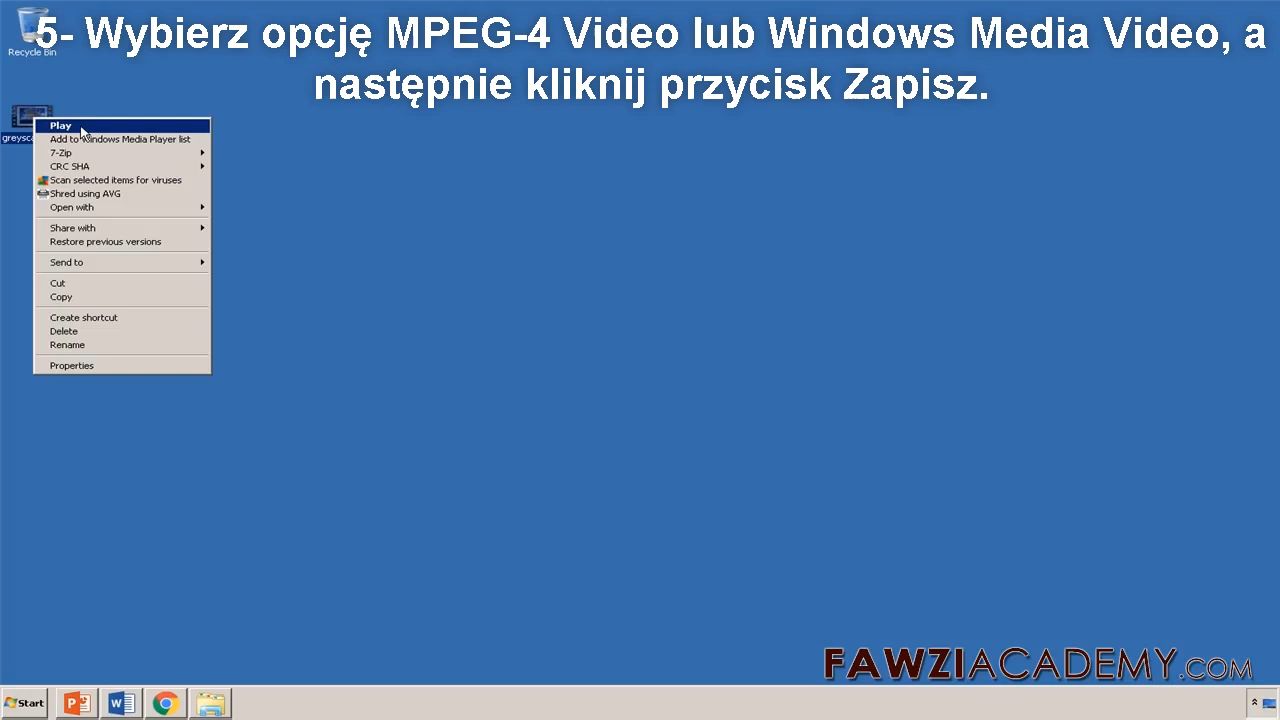 5- Wybierz opcję MPEG-4 Video lub Windows Media Video, a
następnie kliknij przycisk Zapisz.
Recycle Bin
Play
Add to Windows Media Player list
7-Zip
CRC SHA
Scan selected items for viruses
Shred using AVG
Open with
Share with
Restore previous versions
Send to
Cut
Copy
Create shortcut
Delete
Rename
Properties
FAWZIACADEMY.COM
Start